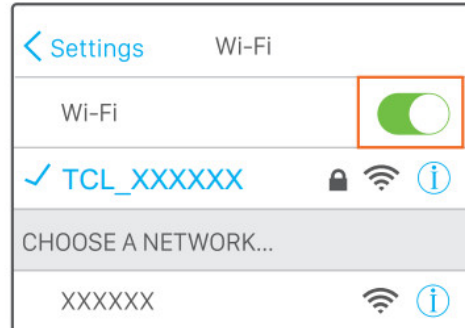 Settings Wi-Fi
Wi-Fi
TCL_XXXXXX
CHOOSE A NETWORK...
XXXXXX